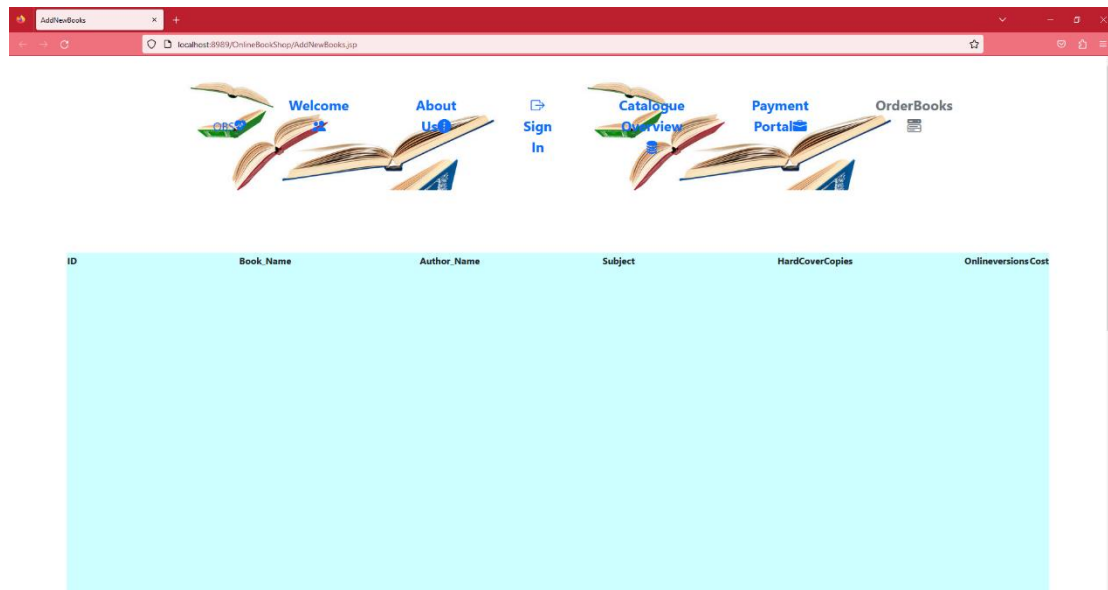 AddNewBooks
localhost:8989/OnlineBookShop/AddNewBooks.jsp
OBS
Welcome
About
Us
Sign
In
Catalogue
Overview
Payment
Portal
OrderBooks
ID Book_Name Author_Name Subject HardCoverCopies Onlineversions Cost